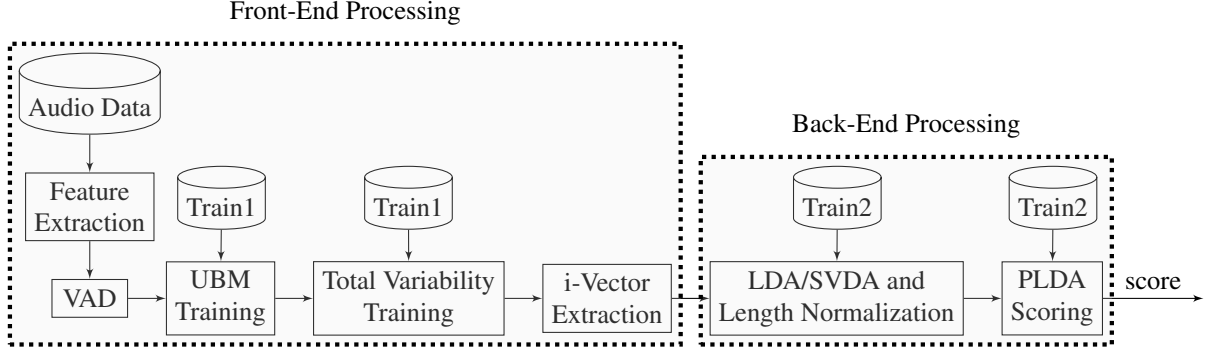 Front-End Processing
Audio Data
Feature
Extraction
VAD
Train1
UBM
Training
Train1
Total Variability
Training
i-Vector
Extraction
Back-End Processing
Train2
LDA/SVDA and
Length Normalization
Train2
PLDA
Scoring
score